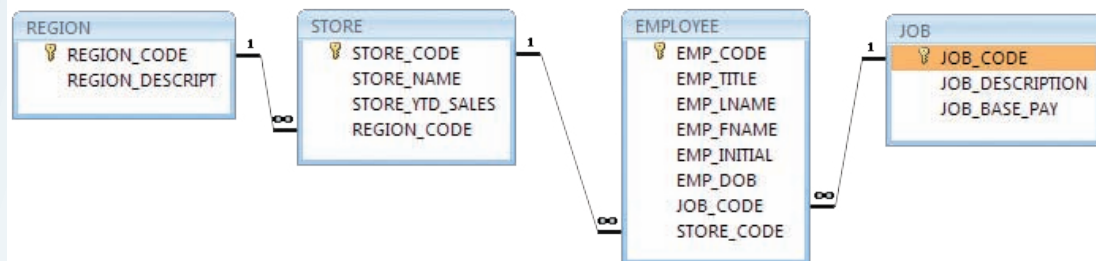 REGION
REGION_CODE
REGION_DESCRIPT
1
∞
STORE
STORE_CODE
STORE_NAME
STORE_YTD_SALES
REGION_CODE
1
∞
EMPLOYEE
EMP_CODE
EMP_TITLE
EMP_LNAME
EMP_FNAME
EMP_INITIAL
EMP_DOB
JOB_CODE
STORE_CODE
1
∞
JOB
JOB_CODE
JOB_DESCRIPTION
JOB_BASE_PAY